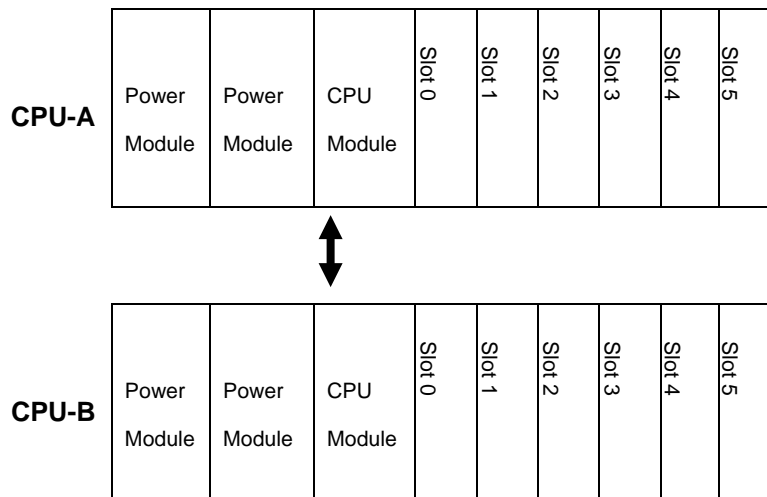 CPU-A
Power
Module
Power
Module
CPU
Module
Slot 0
Slot 1
Slot 2
Slot 3
Slot 4
Slot 5
CPU-B
Power
Module
Power
Module
CPU
Module
Slot 0
Slot 1
Slot 2
Slot 3
Slot 4
Slot 5